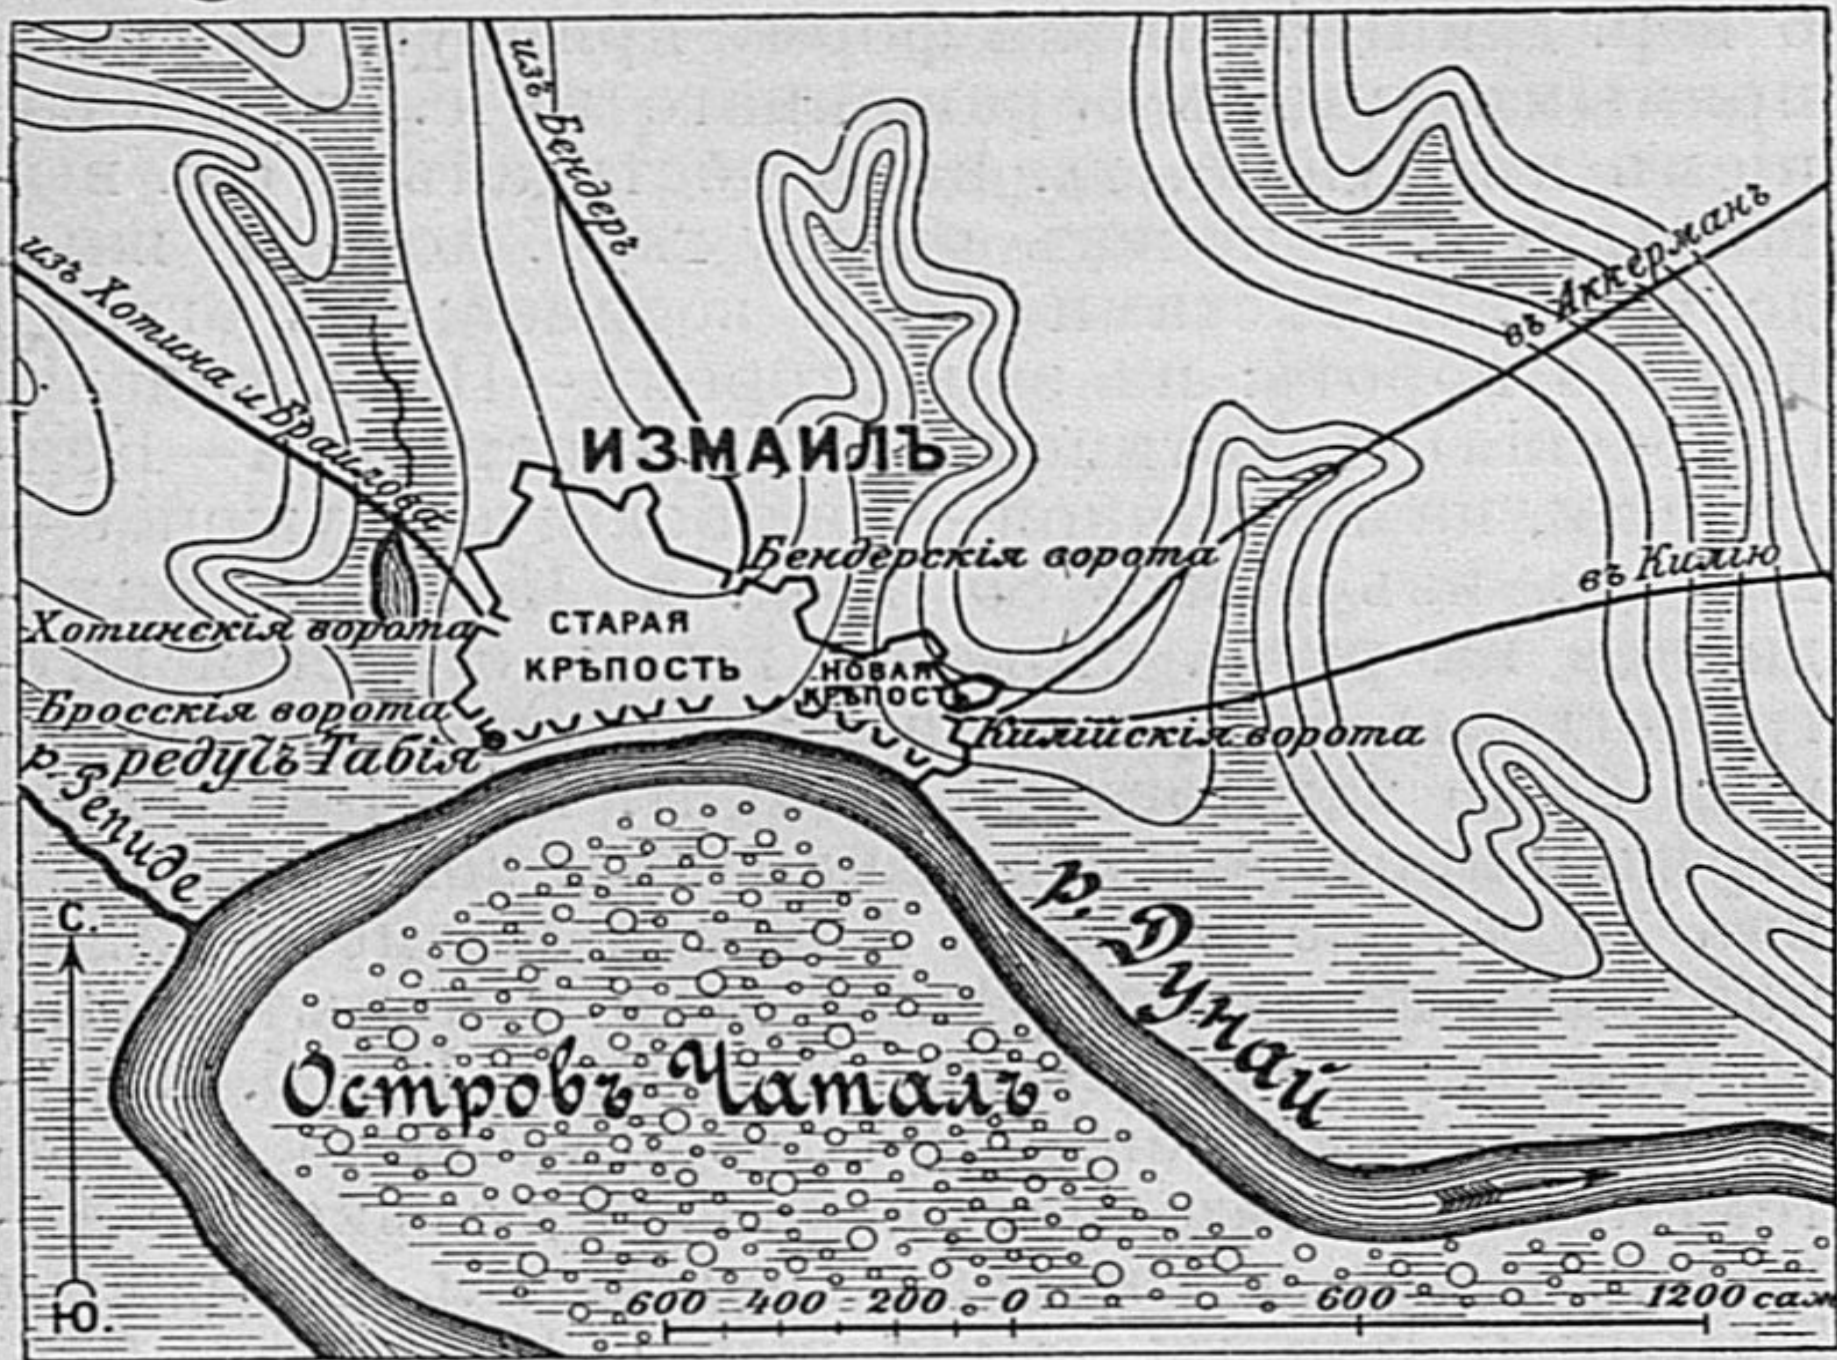 изъ Бендеръ
изъ Хотина и Браилова
въ Аккерманъ
ИЗМАИЛЪ
Бендерскія ворота
въ Килію
Хотинскія ворота
СТАРАЯ
КРѢПОСТЬ
НОВАЯ
КРѢПОСТЬ
Бросскія ворота
Килійскія ворота
редутъ Табія
р. Репиде
р. Дунай
С.
Островъ Чаталъ
Ю.
600 400 200 0 600 1200 саж